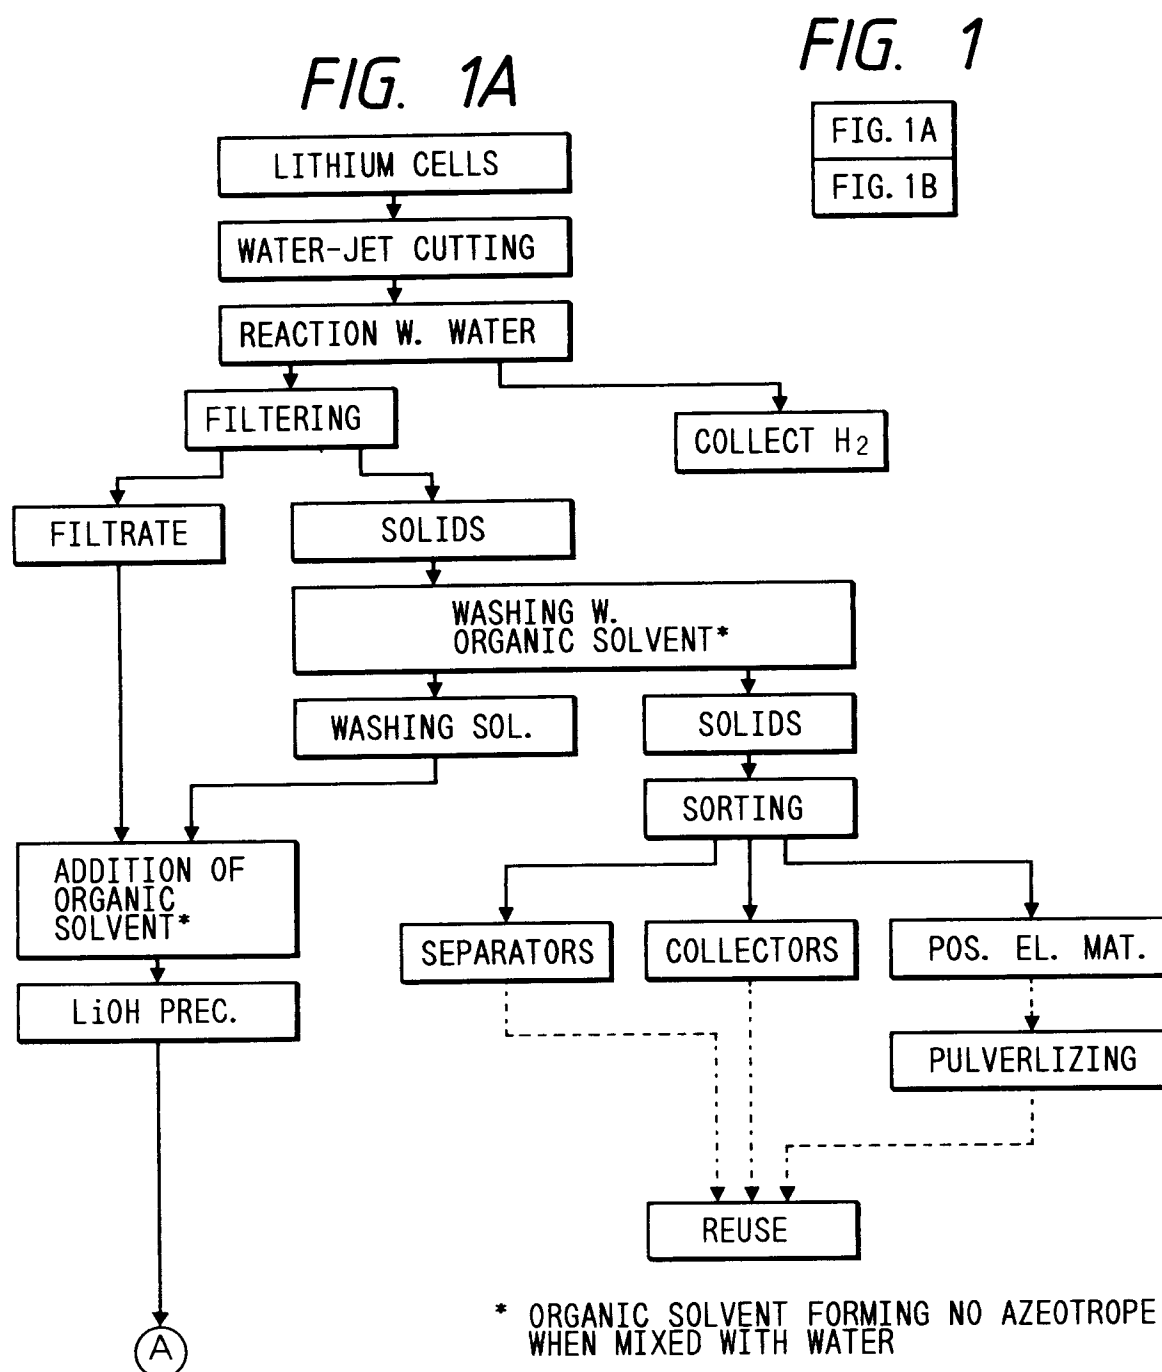 FIG. 1A
FIG. 1
FIG. 1A
FIG. 1B
LITHIUM CELLS
WATER-JET CUTTING
REACTION W. WATER
FILTERING
COLLECT H₂
FILTRATE
SOLIDS
WASHING W.
ORGANIC SOLVENT*
WASHING SOL.
SOLIDS
SORTING
ADDITION OF
ORGANIC
SOLVENT*
SEPARATORS
COLLECTORS
POS. EL. MAT.
LiOH PREC.
PULVERLIZING
REUSE
* ORGANIC SOLVENT FORMING NO AZEOTROPE
WHEN MIXED WITH WATER
A